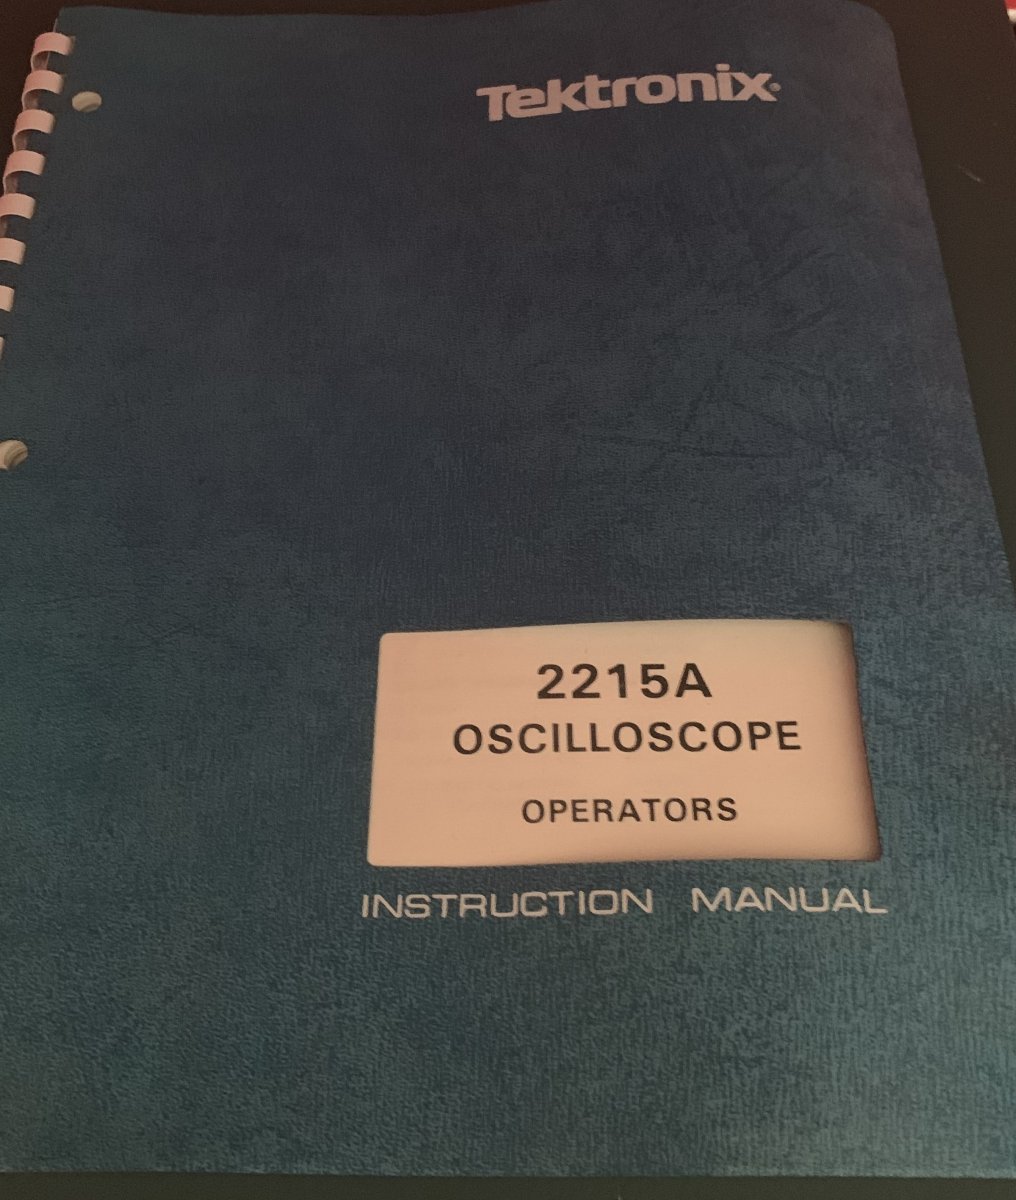 Tektronix®
2215A
OSCILLOSCOPE
OPERATORS
INSTRUCTION MANUAL